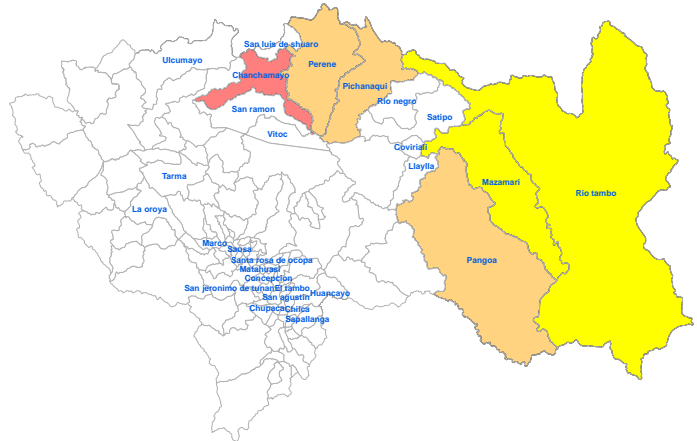 San luis de shuaro
Ulcumayo
Perene
Chanchamayo
Pichanaqui
Rio negro
San ramon
Satipo
Vitoc
Coviriali
Llaylla
Tarma
Mazamari
Rio tambo
La oroya
Marco
Sausa
Santa rosa de ocopa
Pangoa
Matahuasi
Concepcion
San jeronimo de tunan
El tambo
Huancayo
San agustin
Chupaca
Chilca
Sapallanga